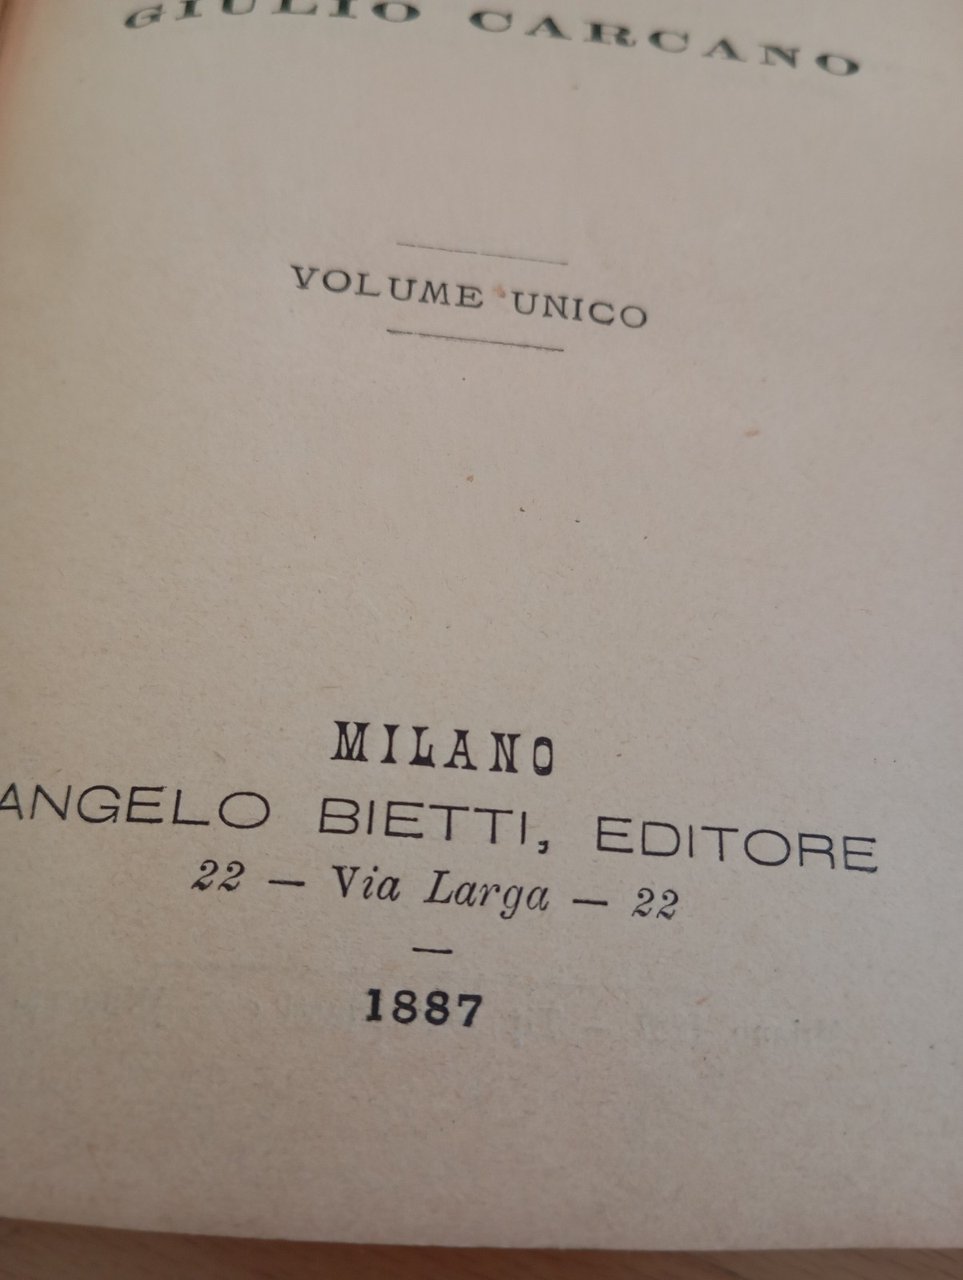 GIULIO CARCANO
VOLUME UNICO
MILANO
ANGELO BIETTI, EDITORE
22 — Via Larga — 22
—
1887